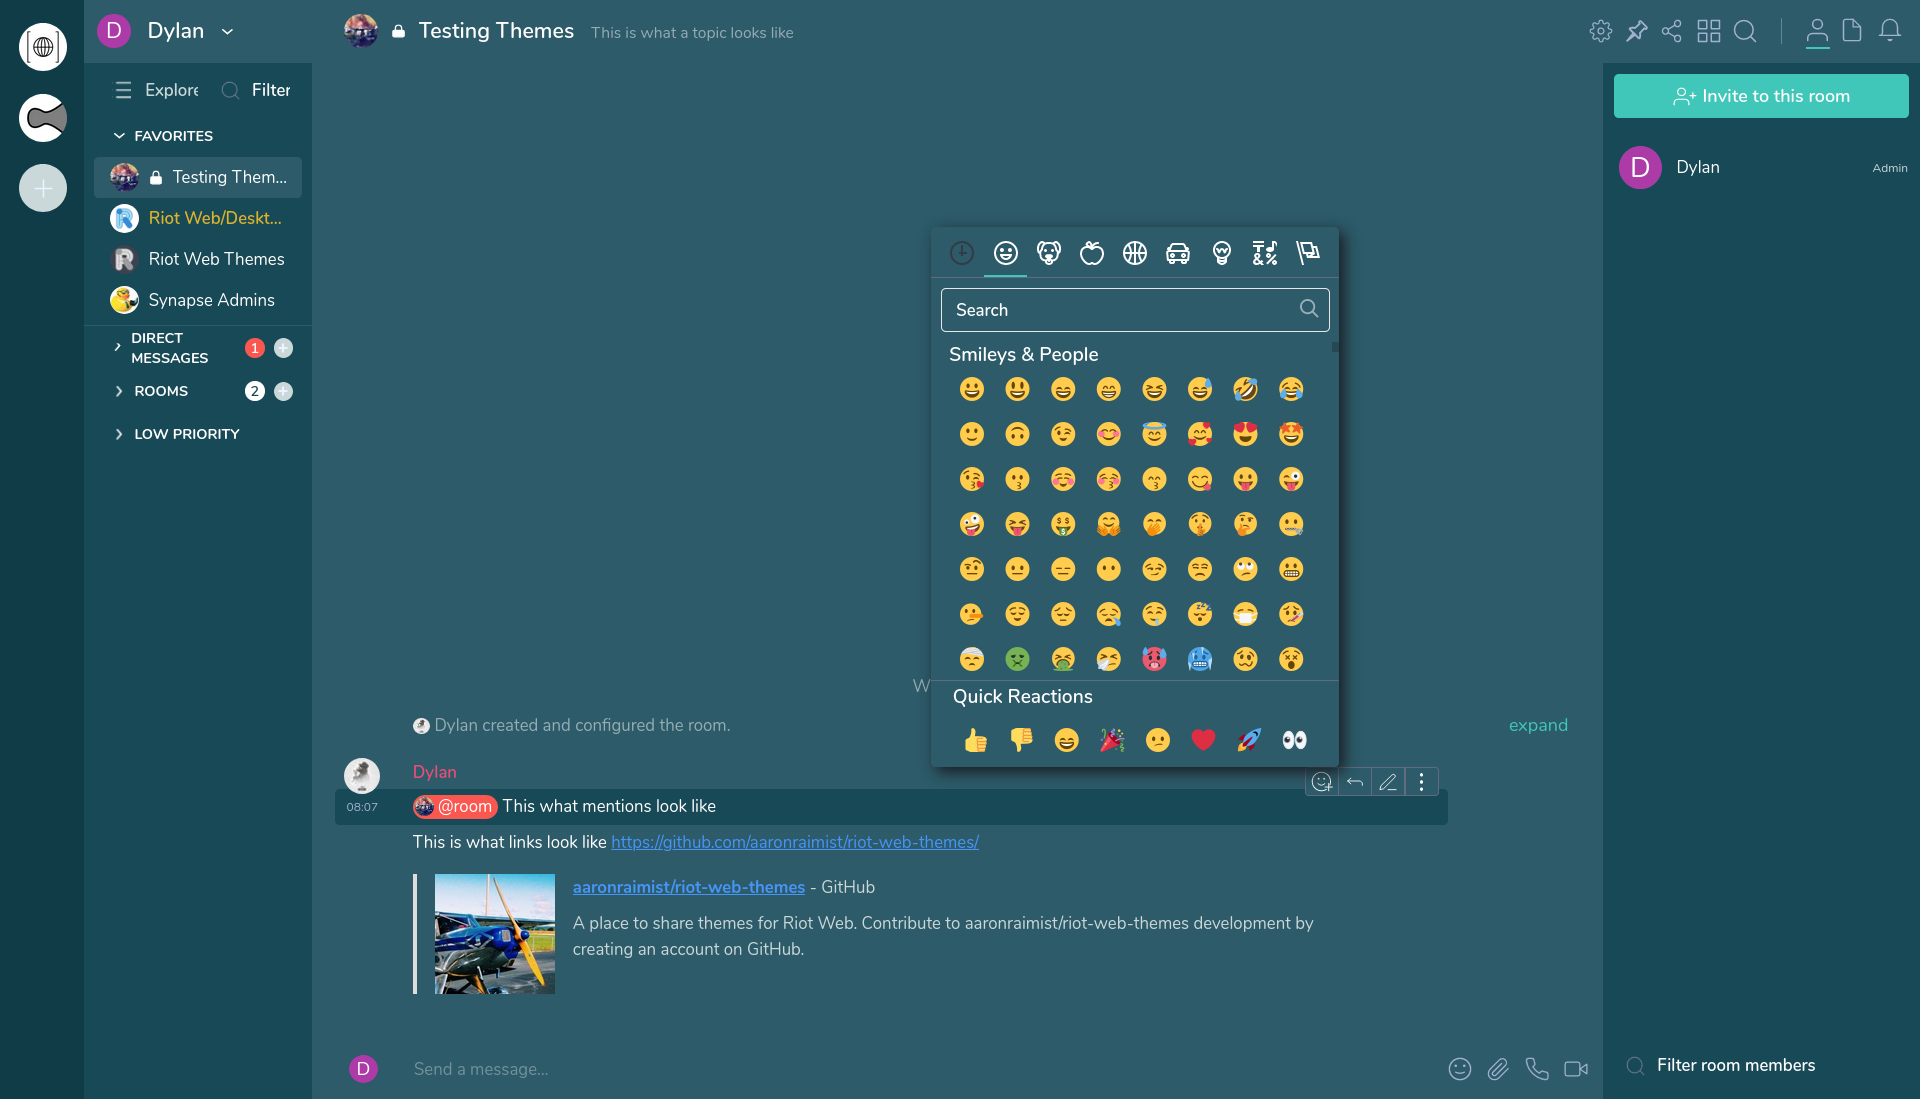 D Dylan
Testing Themes This is what a topic looks like
Explore Filter
FAVORITES
Testing Them...
Riot Web/Deskt...
Riot Web Themes
Synapse Admins
DIRECT
MESSAGES 1
ROOMS 2
LOW PRIORITY
Search
Smileys & People
Quick Reactions
W
Dylan created and configured the room.
expand
Dylan
08:07 @room This what mentions look like
This is what links look like https://github.com/aaronraimist/riot-web-themes/
aaronraimist/riot-web-themes - GitHub
A place to share themes for Riot Web. Contribute to aaronraimist/riot-web-themes development by
creating an account on GitHub.
D Send a message...
Invite to this room
D Dylan Admin
Filter room members